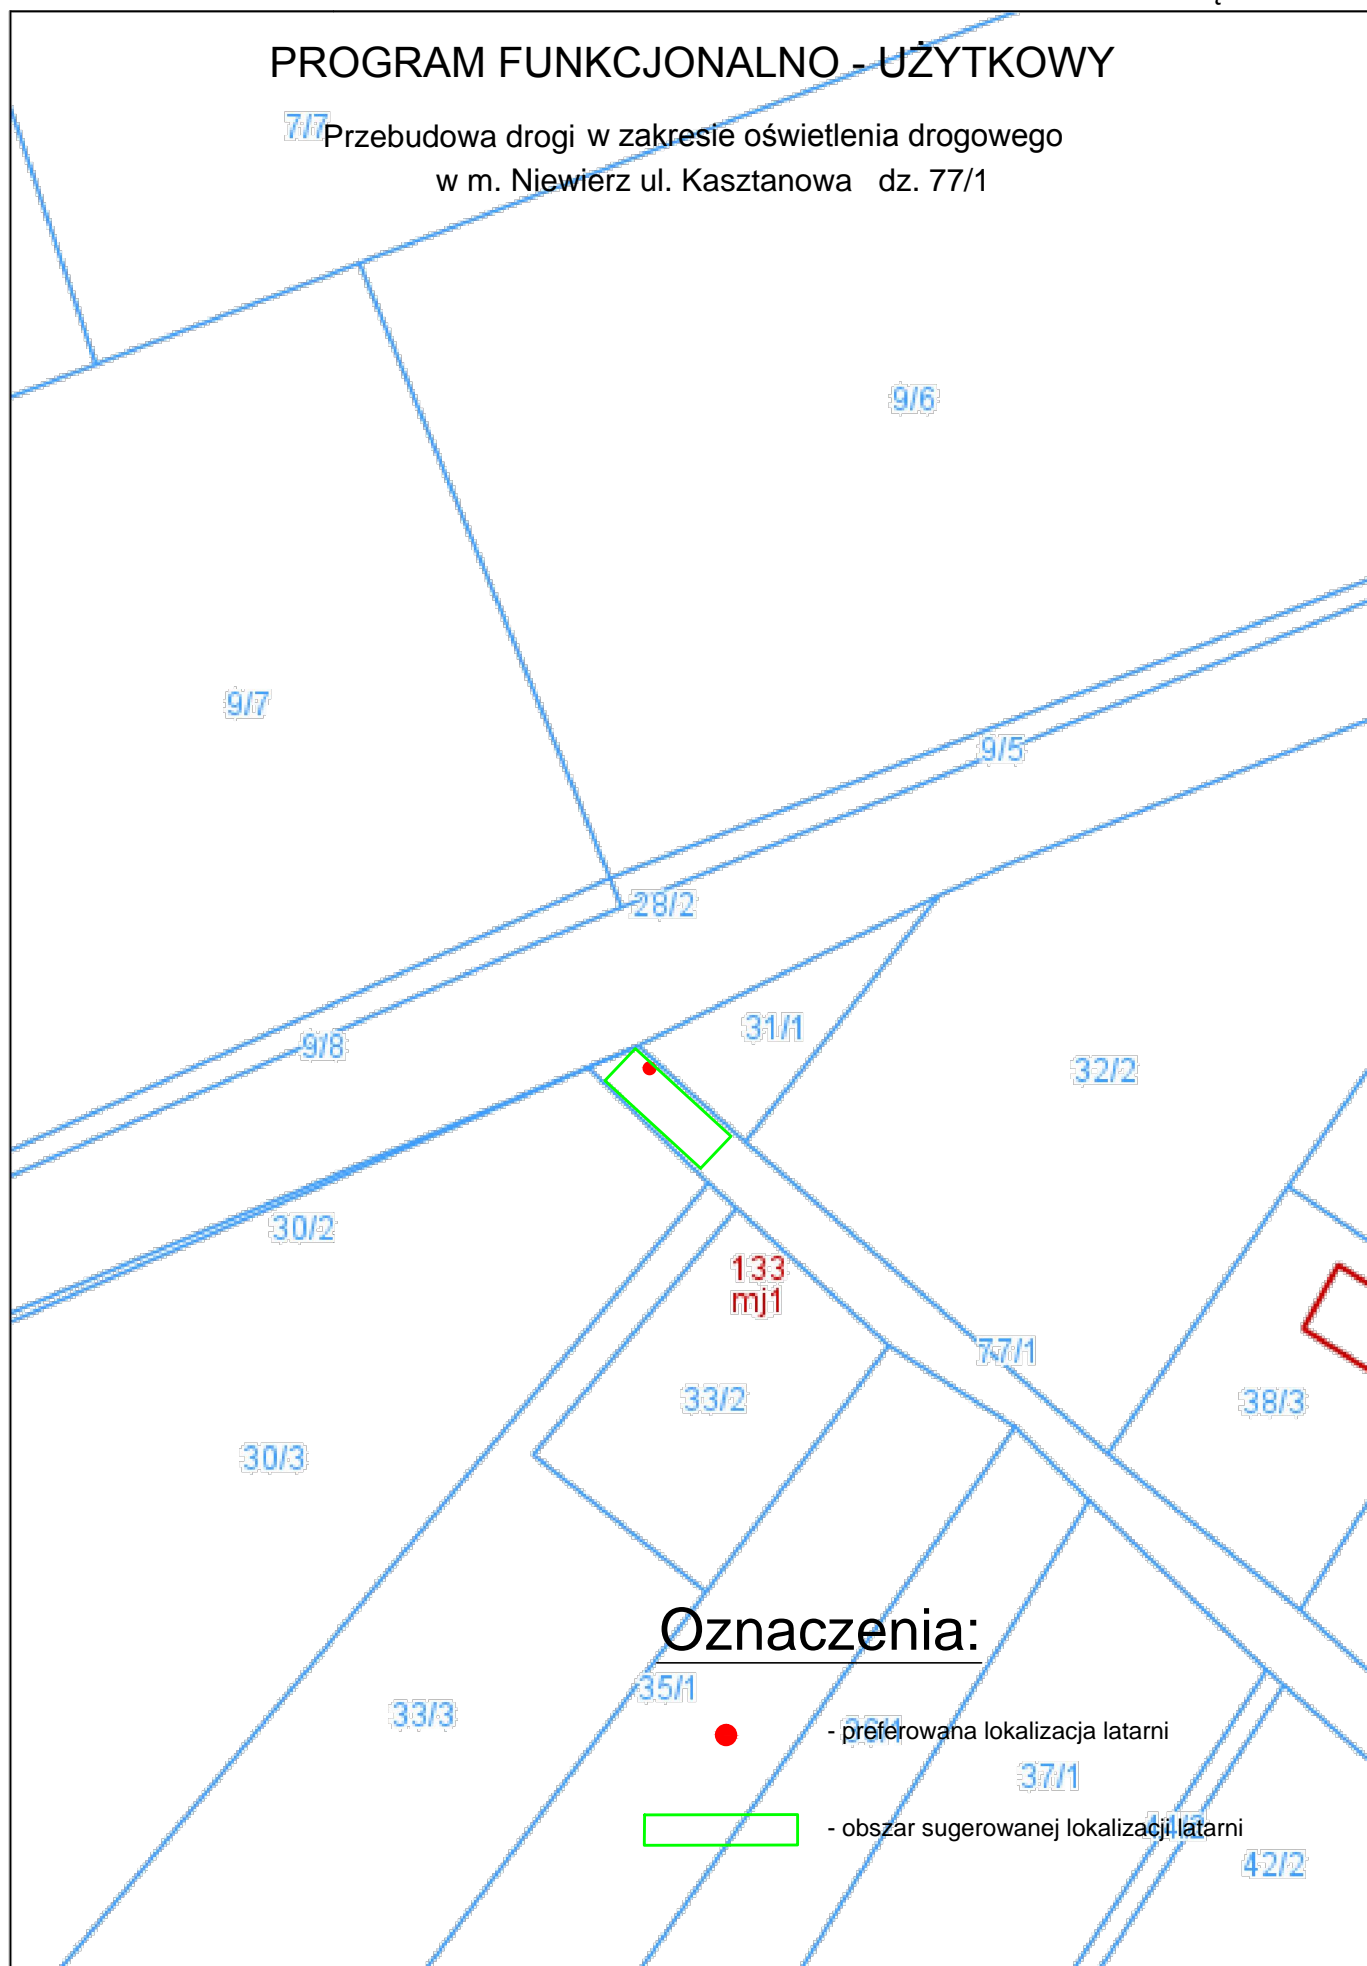 PROGRAM FUNKCJONALNO - UŻYTKOWY
7/7
Przebudowa drogi w zakresie oświetlenia drogowego
w m. Niewierz ul. Kasztanowa dz. 77/1
9/6
9/7
9/5
28/2
31/1
9/8
32/2
30/2
133
mj1
77/1
33/2
38/3
30/3
Oznaczenia:
35/1
33/3
36/1
- preferowana lokalizacja latarni
37/1
- obszar sugerowanej lokalizacji latarni
42/2